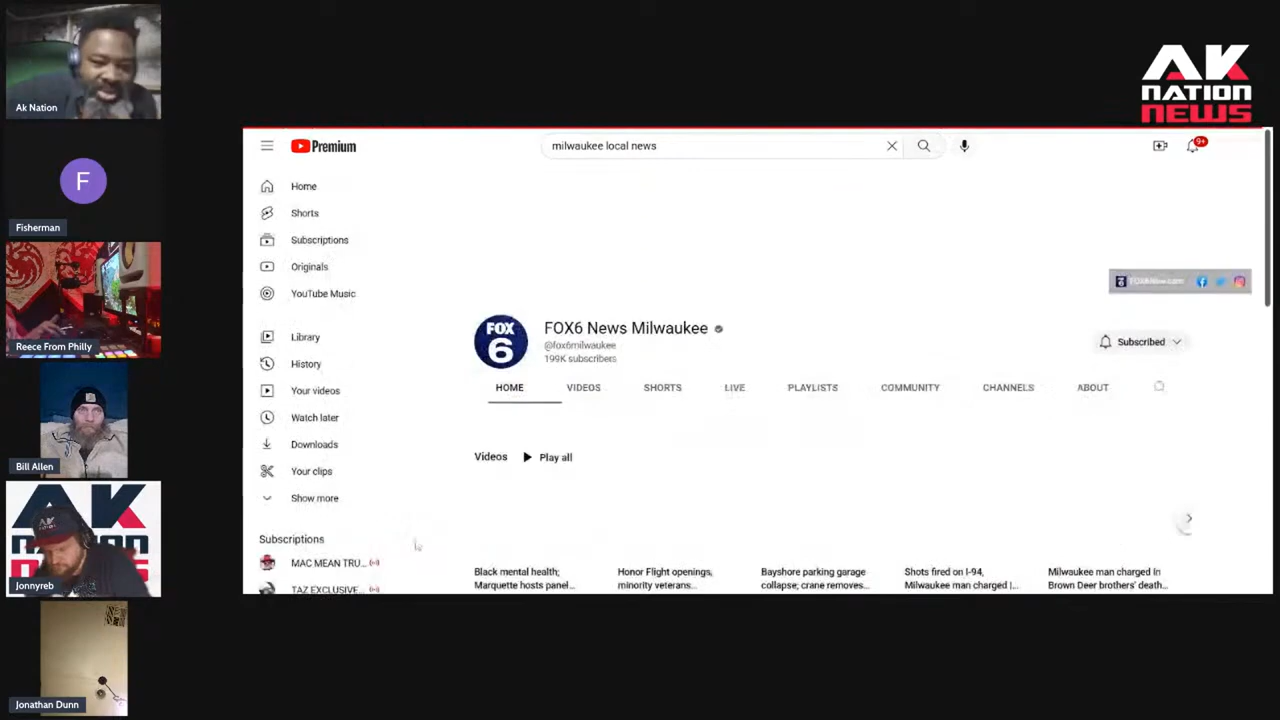 Ak Nation
F
Fisherman
Reece From Philly
Bill Allen
AK
NATION
Jonnyreb
Jonathan Dunn
AK
NATION
NEWS
Premium
milwaukee local news
9+
Home
Shorts
Subscriptions
Originals
YouTube Music
Library
History
Your videos
Watch later
Downloads
Your clips
Show more
Subscriptions
MAC MEAN TRU...
TAZ EXCLUSIVE...
FOX
6
FOX6 News Milwaukee
@fox6milwaukee
199K subscribers
Subscribed
HOME VIDEOS SHORTS LIVE PLAYLISTS COMMUNITY CHANNELS ABOUT
Videos Play all
Black mental health;
Marquette hosts panel...
Honor Flight openings,
minority veterans...
Bayshore parking garage
collapse; crane removes...
Shots fired on I-94,
Milwaukee man charged |...
Milwaukee man charged in
Brown Deer brothers' death...